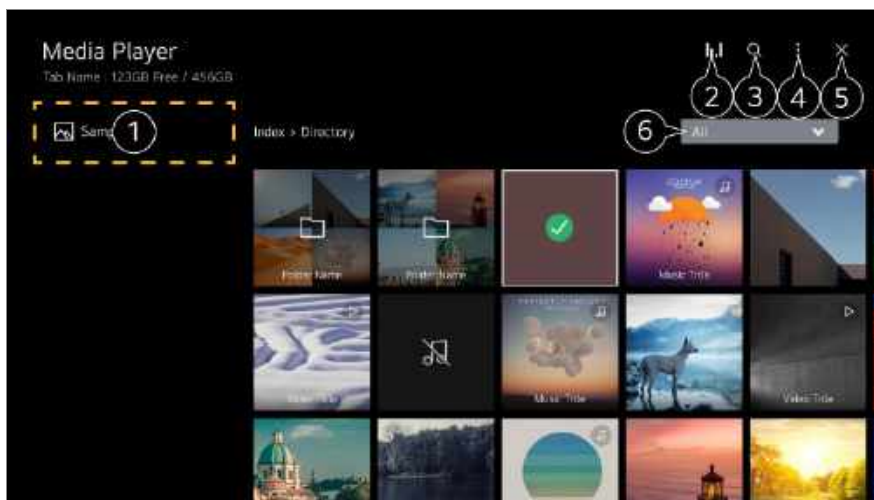 Media Player
Tab Name : 123GB Free / 456GB
2
3
4
5
1
Index > Directory
6
All
Folder Name
Folder Name
Music Title
Music Title
Video Title